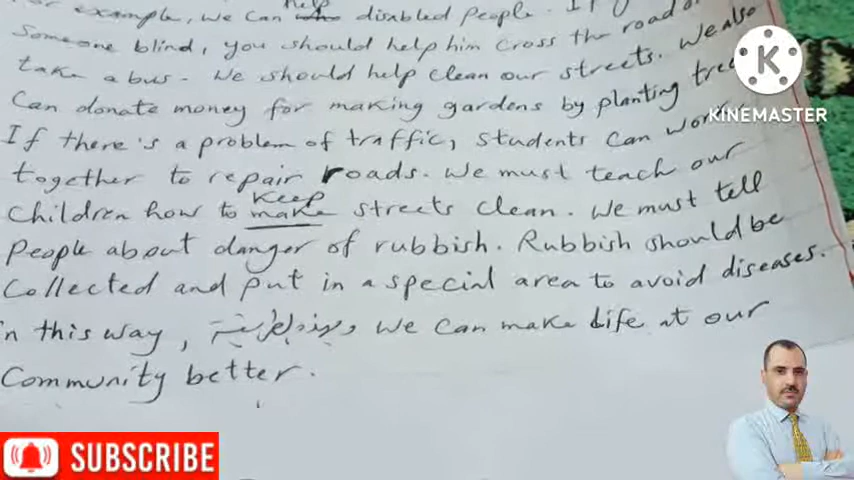 For example, we can help disabled people. If
someone blind, you should help him cross the road or
take a bus. We should help clean our streets. We also
can donate money for making gardens by planting trees
If there's a problem of traffic, students can work
together to repair roads. We must teach our
children how to make keep streets clean. We must tell
people about danger of rubbish. Rubbish should be
collected and put in a special area to avoid diseases.
In this way, وبهذه الطريقة we can make life at our
community better.
KINEMASTER
SUBSCRIBE